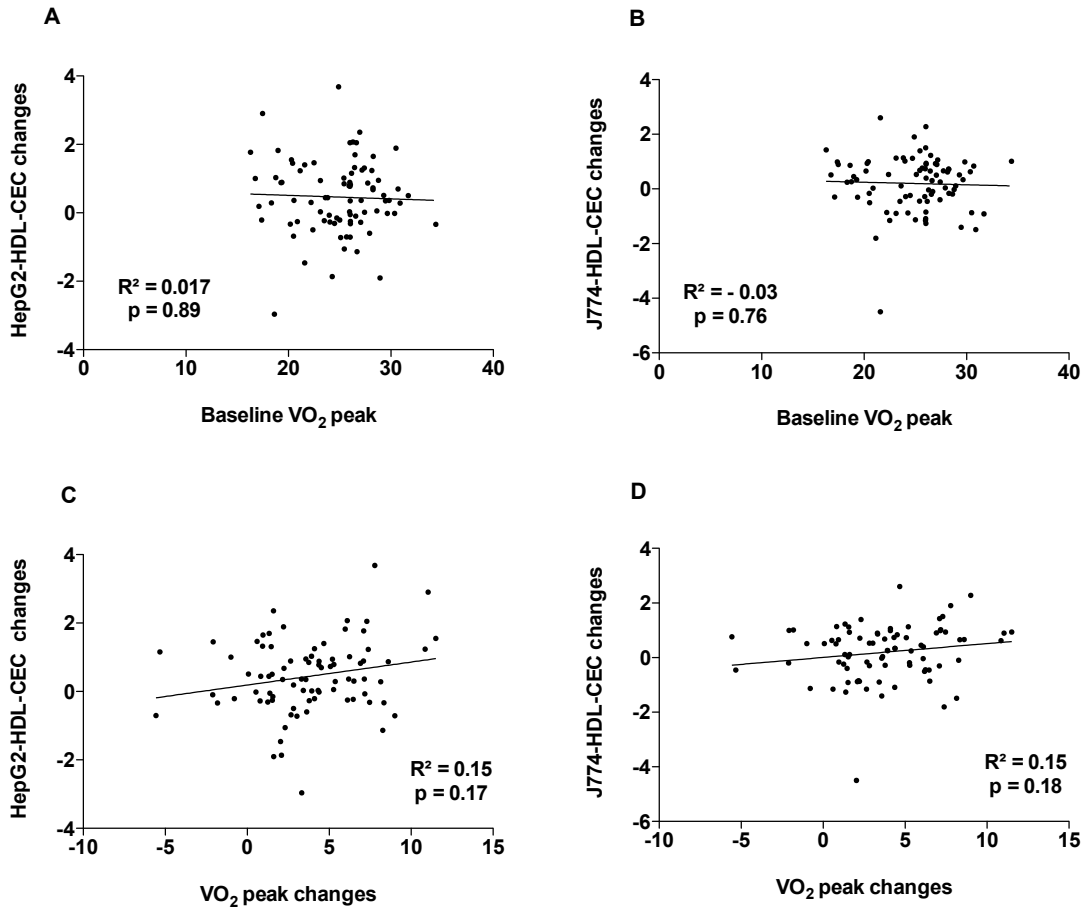 A
HepG2-HDL-CEC changes
4
2
0
-2
-4
R² = 0.017
p = 0.89
0 10 20 30 40
Baseline VO₂ peak
B
J774-HDL-CEC changes
4
2
0
-2
-4
-6
R² = - 0.03
p = 0.76
0 10 20 30 40
Baseline VO₂ peak
C
HepG2-HDL-CEC changes
4
2
0
-2
-4
R² = 0.15
p = 0.17
-10 -5 0 5 10 15
VO₂ peak changes
D
J774-HDL-CEC changes
4
2
0
-2
-4
-6
R² = 0.15
p = 0.18
-10 -5 0 5 10 15
VO₂ peak changes